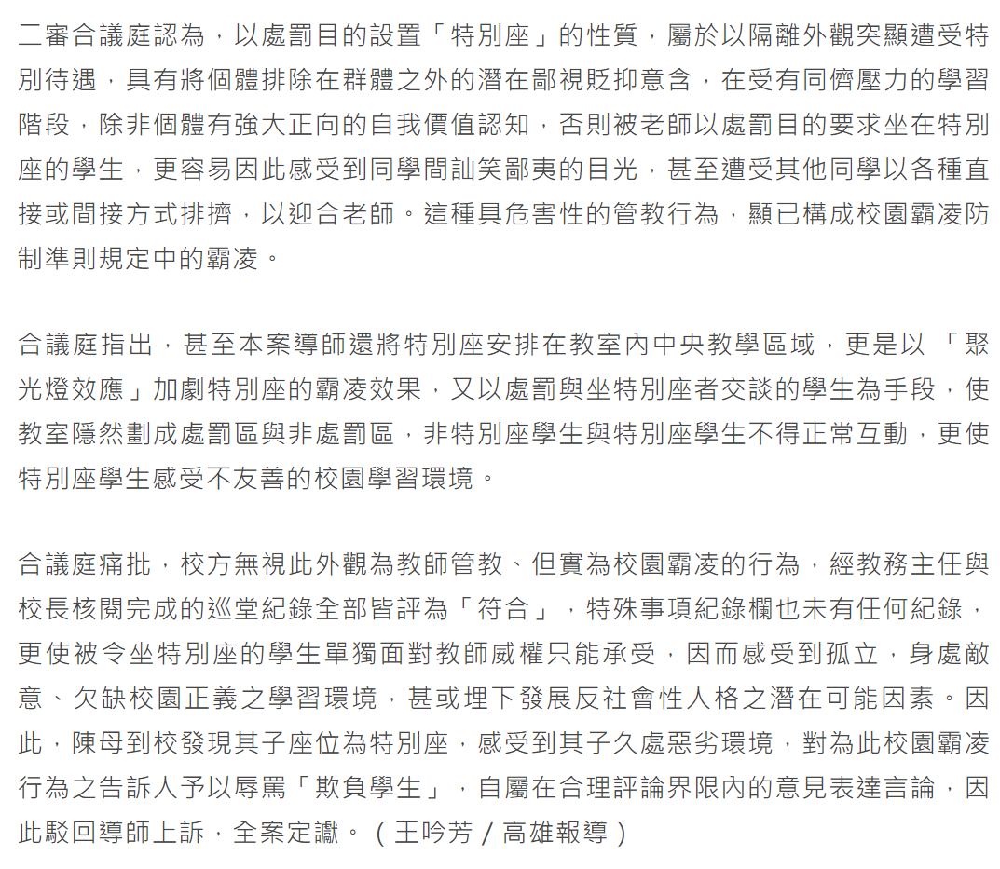 二審合議庭認為，以處罰目的設置「特別座」的性質，屬於以隔離外觀突顯遭受特
別待遇，具有將個體排除在群體之外的潛在鄙視貶抑意含，在受有同儕壓力的學習
階段，除非個體有強大正向的自我價值認知，否則被老師以處罰目的要求坐在特別
座的學生，更容易因此感受到同學間訕笑鄙夷的目光，甚至遭受其他同學以各種直
接或間接方式排擠，以迎合老師。這種具危害性的管教行為，顯已構成校園霸凌防
制準則規定中的霸凌。

合議庭指出，甚至本案導師還將特別座安排在教室內中央教學區域，更是以 「聚
光燈效應」加劇特別座的霸凌效果，又以處罰與坐特別座者交談的學生為手段，使
教室隱然劃成處罰區與非處罰區，非特別座學生與特別座學生不得正常互動，更使
特別座學生感受不友善的校園學習環境。

合議庭痛批，校方無視此外觀為教師管教、但實為校園霸凌的行為，經教務主任與
校長核閱完成的巡堂紀錄全部皆評為「符合」，特殊事項紀錄欄也未有任何紀錄，
更使被令坐特別座的學生單獨面對教師威權只能承受，因而感受到孤立，身處敵
意、欠缺校園正義之學習環境，甚或埋下發展反社會性人格之潛在可能因素。因
此，陳母到校發現其子座位為特別座，感受到其子久處惡劣環境，對為此校園霸凌
行為之告訴人予以辱罵「欺負學生」，自屬在合理評論界限內的意見表達言論，因
此駁回導師上訴，全案定讞。（王吟芳／高雄報導）